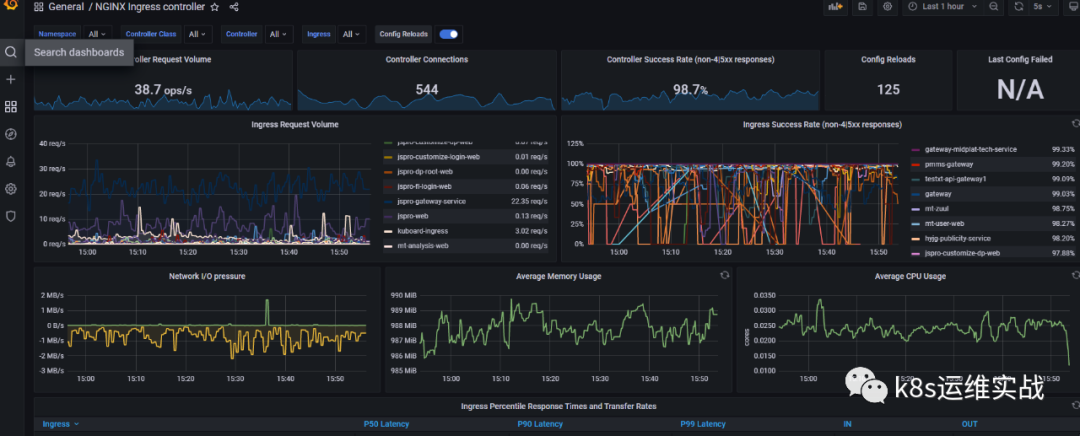 General / NGINX Ingress controller
Last 1 hour
5s
Namespace All Controller Class All Controller All Ingress All Config Reloads
Search dashboards
Controller Request Volume
38.7 ops/s
Controller Connections
544
Controller Success Rate (non-4|5xx responses)
98.7%
Config Reloads
125
Last Config Failed
N/A
Ingress Request Volume
40 req/s
30 req/s
20 req/s
10 req/s
0 req/s
15:00 15:10 15:20 15:30 15:40 15:50
jspro-customize-login-web 0.01 req/s
jspro-dp-root-web 0.00 req/s
jspro-fl-login-web 0.06 req/s
jspro-gateway-service 22.35 req/s
jspro-web 0.13 req/s
kuboard-ingress 3.02 req/s
mt-analysis-web 0.00 req/s
Ingress Success Rate (non-4|5xx responses)
125%
100%
75%
50%
25%
0%
15:00 15:10 15:20 15:30 15:40 15:50
gateway-midplat-tech-service 99.33%
pmms-gateway 99.20%
testxt-api-gateway1 99.09%
gateway 99.03%
mt-zuul 98.75%
mt-user-web 98.27%
hyjg-publicity-service 98.20%
jspro-customize-dp-web 97.88%
Network I/O pressure
2 MB/s
1 MB/s
0 B/s
-1 MB/s
-2 MB/s
-3 MB/s
15:00 15:10 15:20 15:30 15:40 15:50
Average Memory Usage
990 MiB
989 MiB
988 MiB
987 MiB
986 MiB
985 MiB
15:00 15:10 15:20 15:30 15:40 15:50
Average CPU Usage
cores
0.0350
0.0300
0.0250
0.0200
0.0150
0.0100
15:00 15:10 15:20 15:50
k8s运维实战
Ingress Percentile Response Times and Transfer Rates
Ingress P50 Latency P90 Latency P99 Latency IN OUT